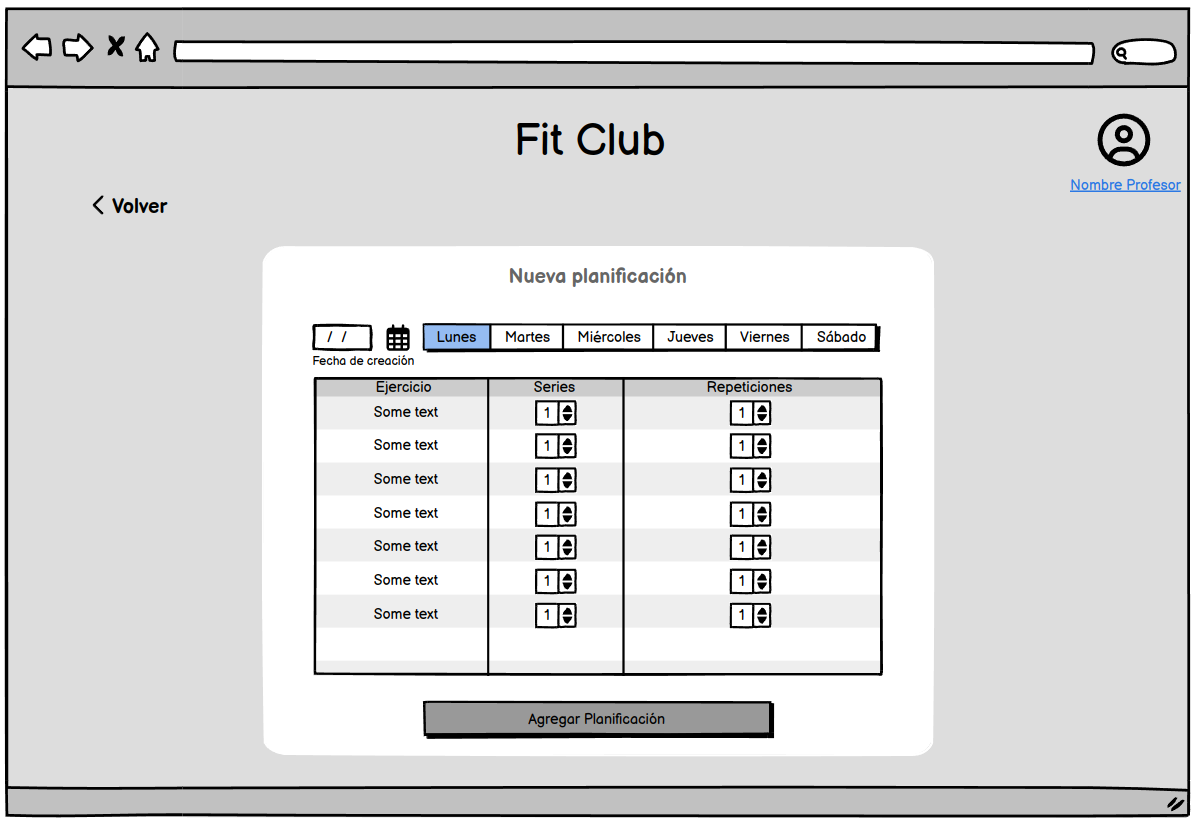 Fit Club
Nombre Profesor
Volver
Nueva planificación
/ / Lunes Martes Miércoles Jueves Viernes Sábado
Fecha de creación
Ejercicio Series Repeticiones
Some text 1 1
Some text 1 1
Some text 1 1
Some text 1 1
Some text 1 1
Some text 1 1
Some text 1 1
Agregar Planificación